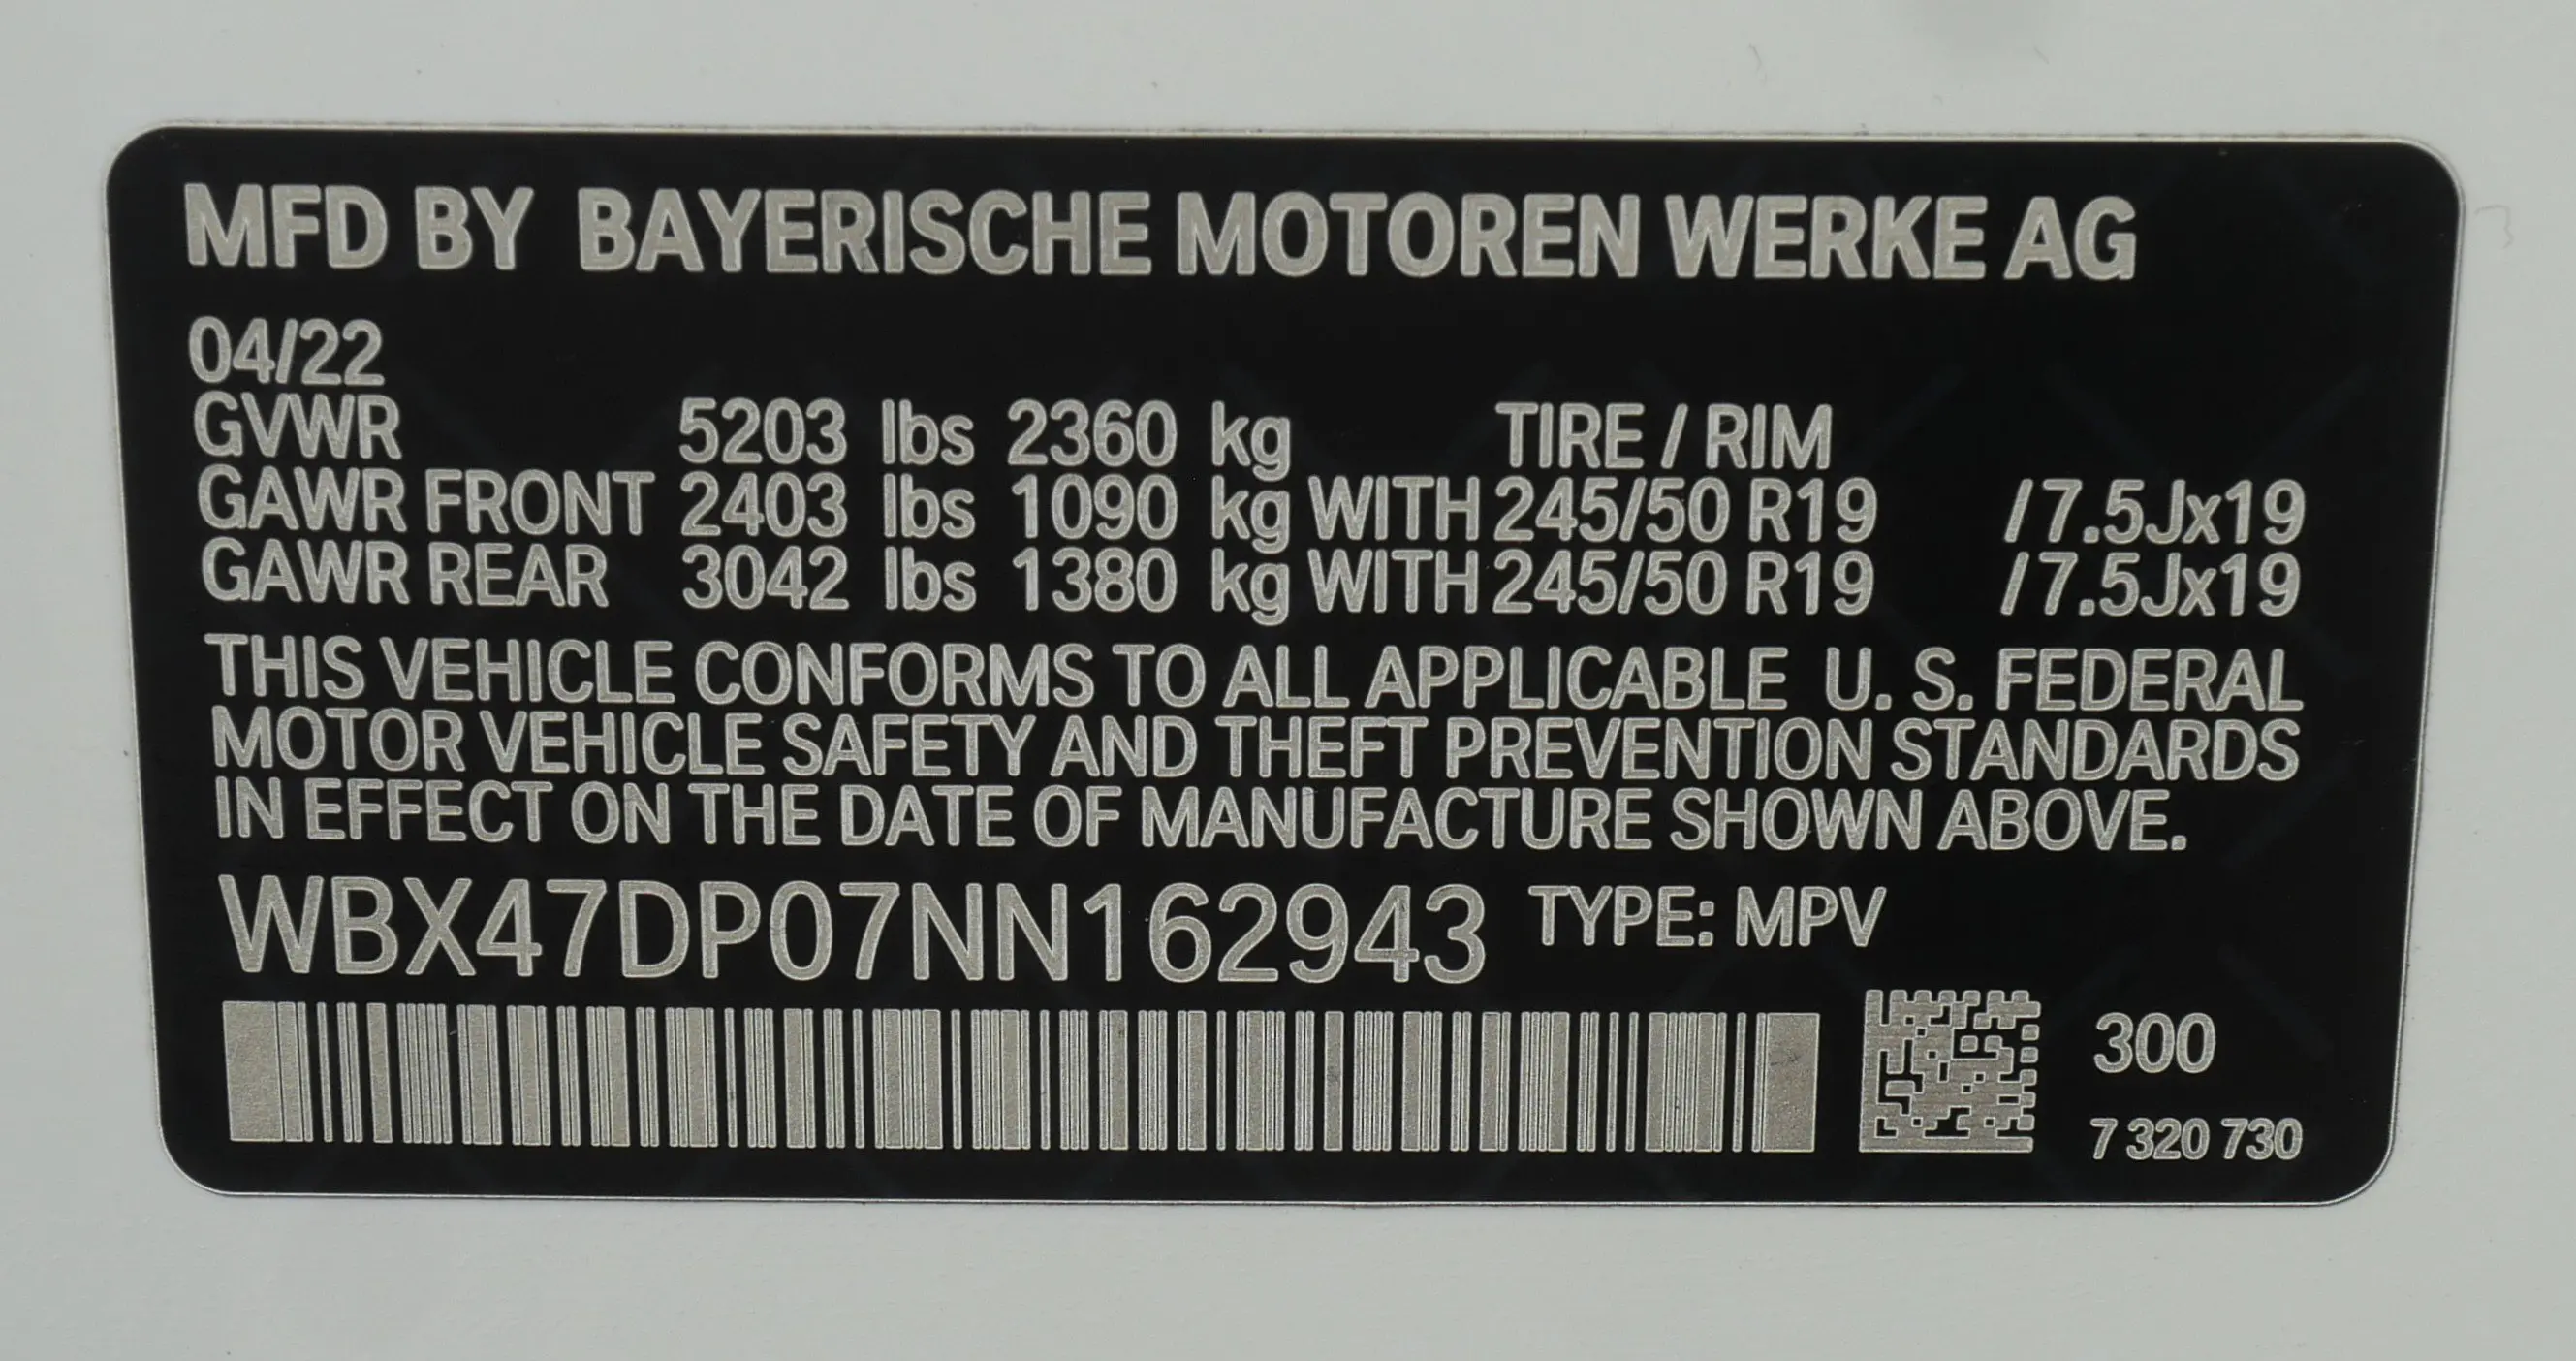 MFD BY BAYERISCHE MOTOREN WERKE AG
04/22
GVWR 5203 lbs 2360 kg TIRE / RIM
GAWR FRONT 2403 lbs 1090 kg WITH 245/50 R19 /7.5Jx19
GAWR REAR 3042 lbs 1380 kg WITH 245/50 R19 /7.5Jx19
THIS VEHICLE CONFORMS TO ALL APPLICABLE U. S. FEDERAL
MOTOR VEHICLE SAFETY AND THEFT PREVENTION STANDARDS
IN EFFECT ON THE DATE OF MANUFACTURE SHOWN ABOVE.
WBX47DP07NN162943 TYPE: MPV
300
7 320 730